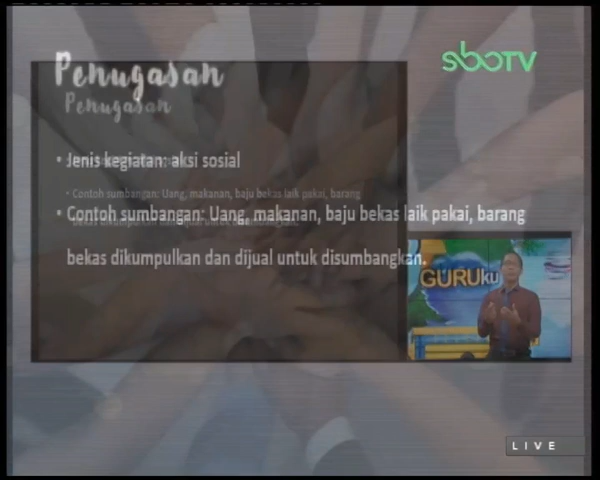 sboTV
Penugasan
Penugasan
• Jenis kegiatan: aksi sosial
• Contoh sumbangan: Uang, makanan, baju bekas laik pakai, barang
• Contoh sumbangan: Uang, makanan, baju bekas laik pakai, barang
bekas dikumpulkan dan dijual untuk disumbangkan.
GURUku
LIVE